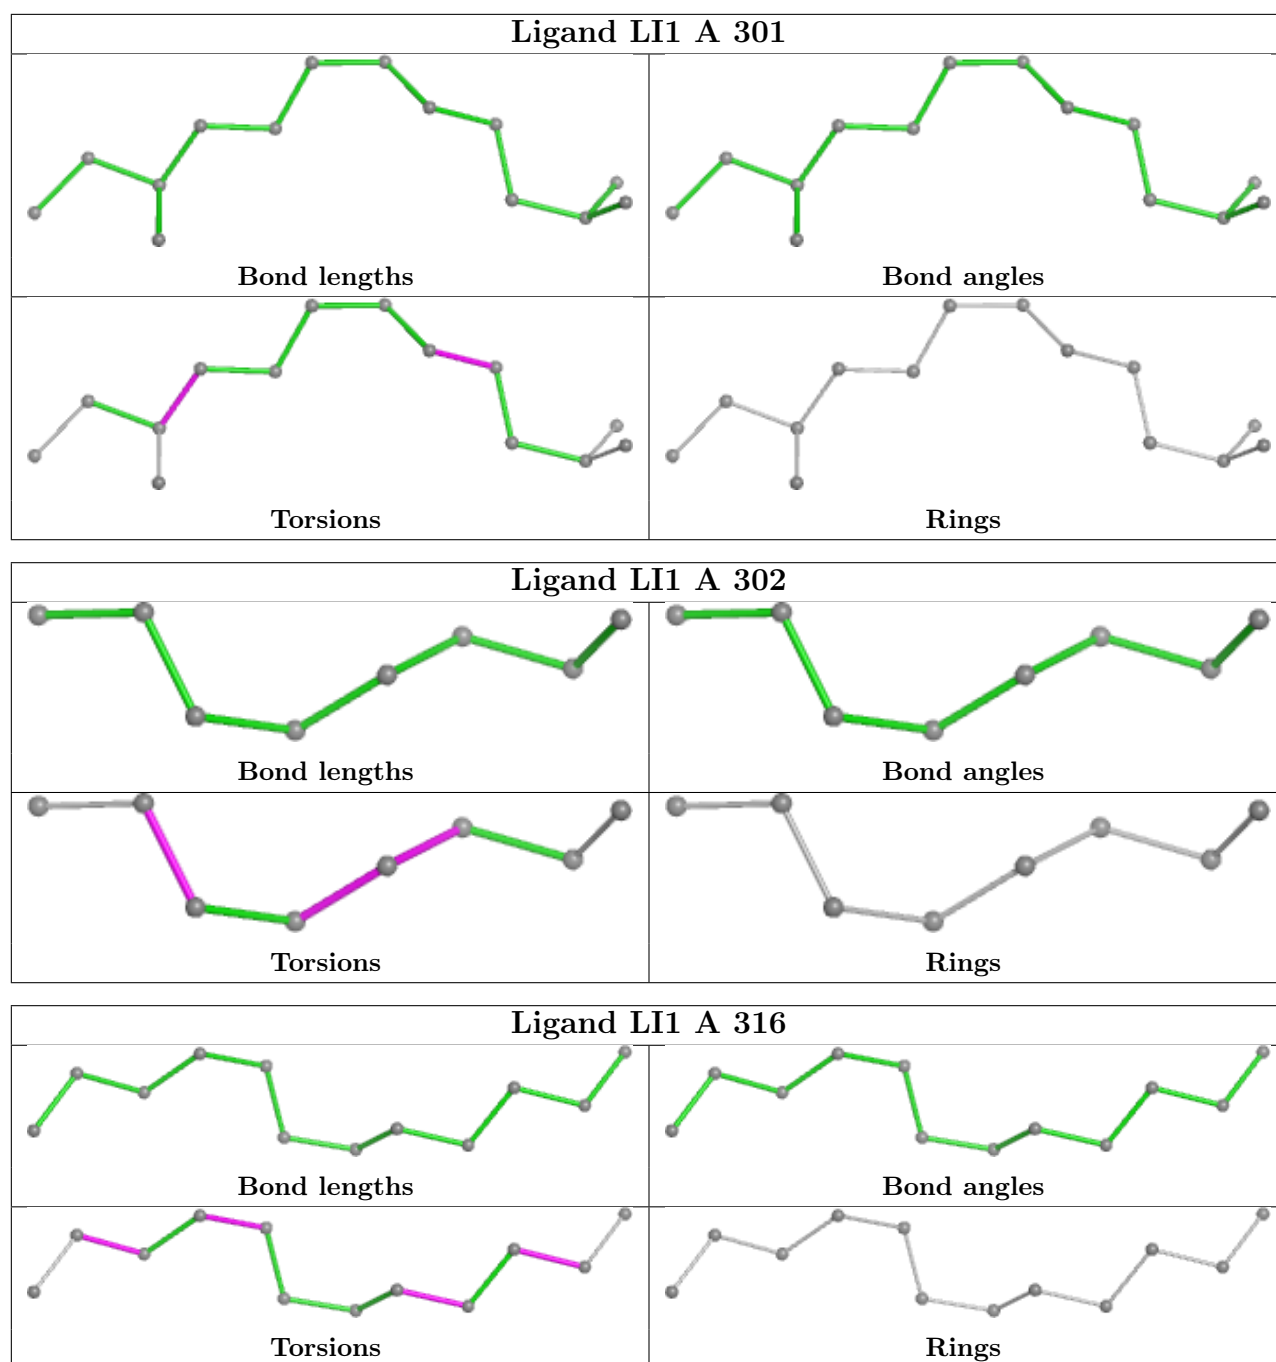 Ligand LI1 A 301
Bond lengths
Bond angles
Torsions
Rings
Ligand LI1 A 302
Bond lengths
Bond angles
Torsions
Rings
Ligand LI1 A 316
Bond lengths
Bond angles
Torsions
Rings